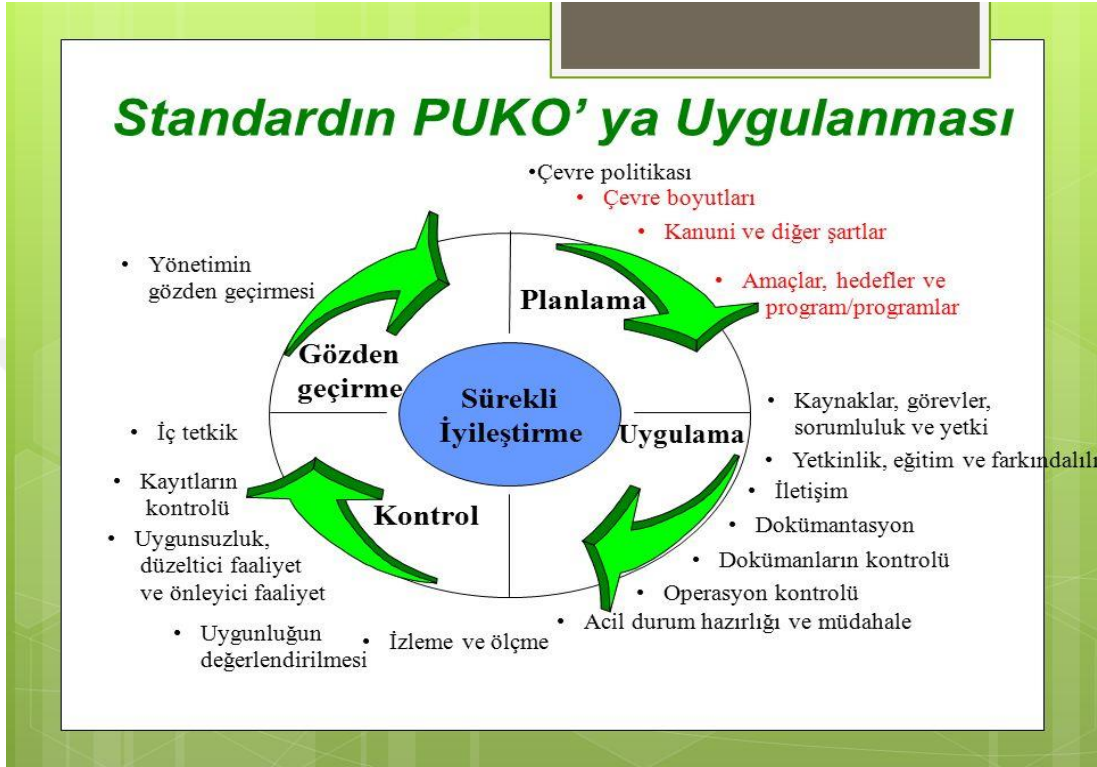 Standardın PUKO’ ya Uygulanması
•Çevre politikası
• Çevre boyutları
• Kanuni ve diğer şartlar
• Amaçlar, hedefler ve
program/programlar
Planlama
• Kaynaklar, görevler,
sorumluluk ve yetki
• Yetkinlik, eğitim ve farkındalılı
• İletişim
• Dokümantasyon
• Dokümanların kontrolü
• Operasyon kontrolü
• Acil durum hazırlığı ve müdahale
Uygulama
Sürekli
İyileştirme
Kontrol
• İzleme ve ölçme
• Uygunluğun
değerlendirilmesi
• Uygunsuzluk,
düzeltici faaliyet
ve önleyici faaliyet
• Kayıtların
kontrolü
• İç tetkik
Gözden
geçirme
• Yönetimin
gözden geçirmesi